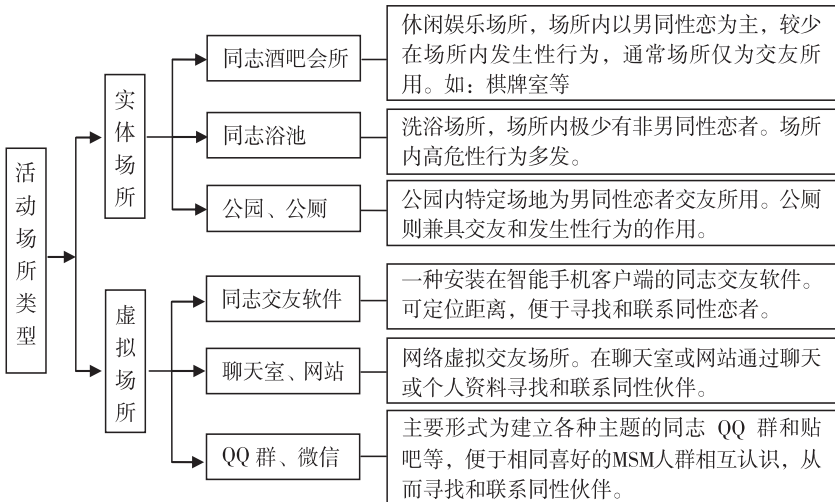 活动场所类型
实体场所
同志酒吧会所
休闲娱乐场所，场所内以男同性恋为主，较少
在场所内发生性行为，通常场所仅为交友所
用。如：棋牌室等
同志浴池
洗浴场所，场所内极少有非男同性恋者。场所
内高危性行为多发。
公园、公厕
公园内特定场地为男同性恋者交友所用。公厕
则兼具交友和发生性行为的作用。
虚拟场所
同志交友软件
一种安装在智能手机客户端的同志交友软件。
可定位距离，便于寻找和联系同性恋者。
聊天室、网站
网络虚拟交友场所。在聊天室或网站通过聊天
或个人资料寻找和联系同性伙伴。
QQ 群、微信
主要形式为建立各种主题的同志 QQ 群和贴
吧等，便于相同喜好的MSM人群相互认识，从
而寻找和联系同性伙伴。